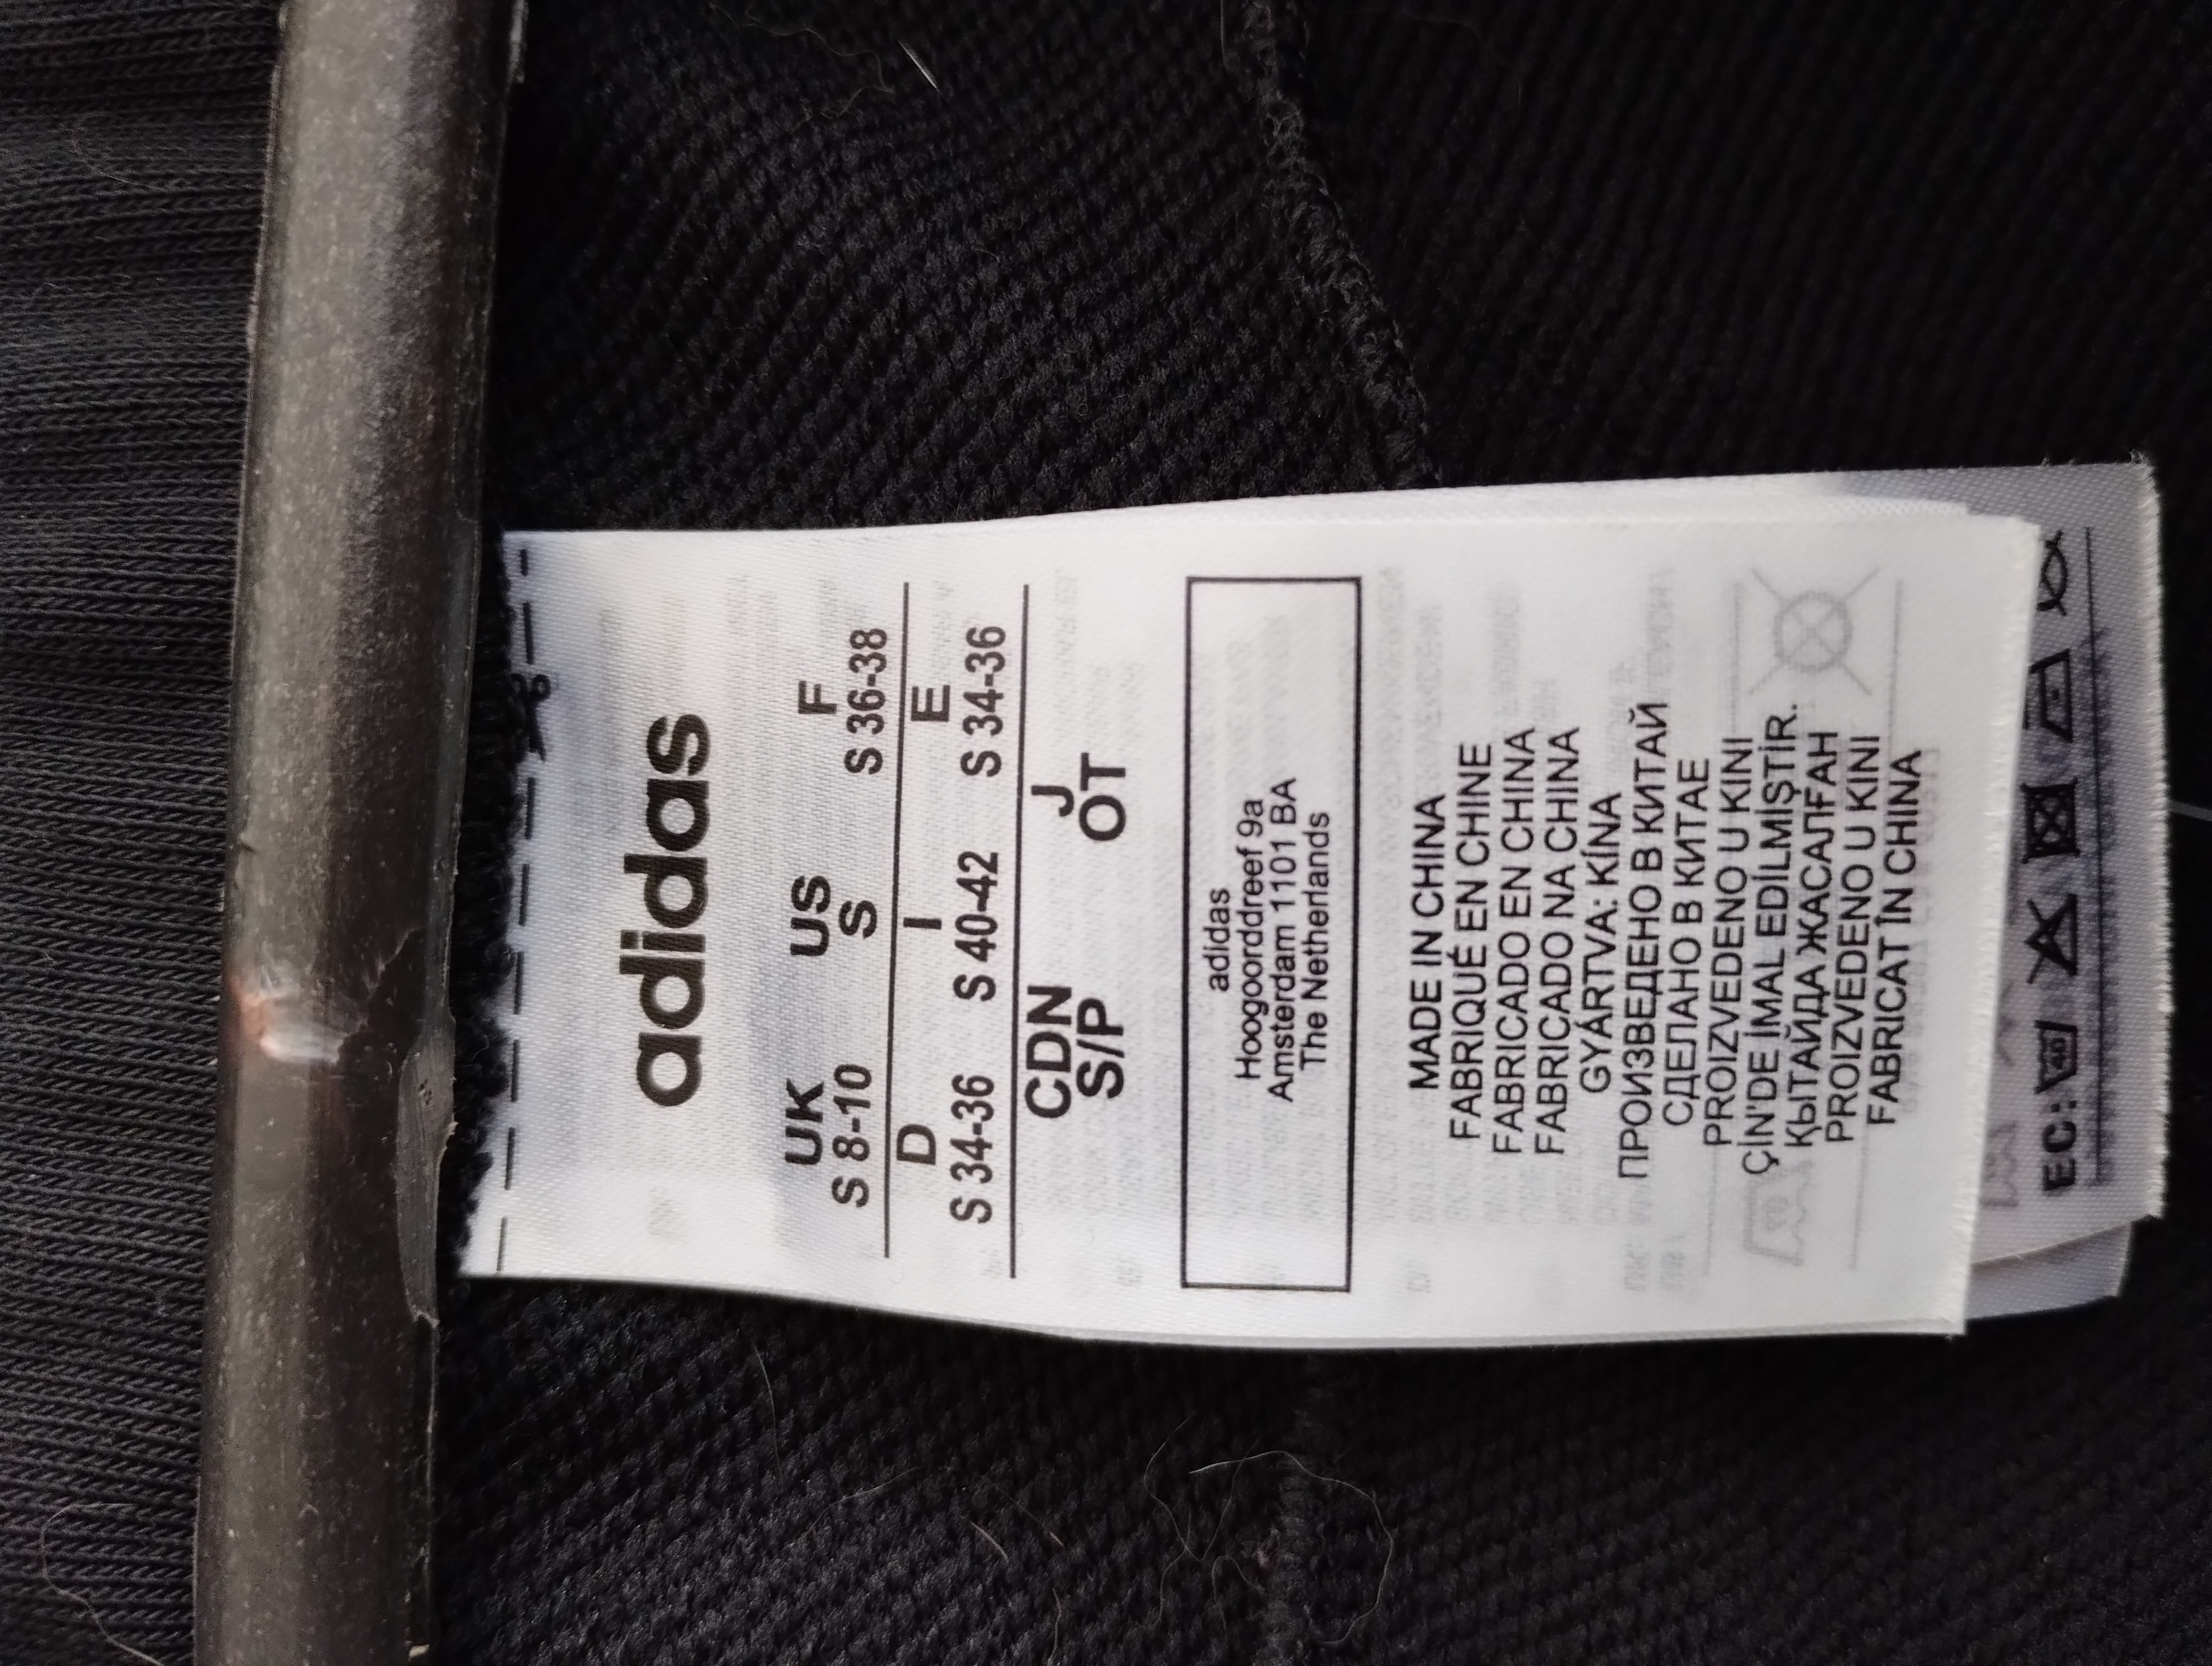 adidas
UK US F
S 8-10 S S 36-38
D I E
S 34-36 S 40-42 S 34-36
CDN J
S/P OT
adidas
Hoogoorddreef 9a
Amsterdam 1101 BA
The Netherlands
MADE IN CHINA
FABRIQUÉ EN CHINE
FABRICADO EN CHINA
FABRICADO NA CHINA
GYÁRTVA: KÍNA
ПРОИЗВЕДЕНО В КИТАЙ
СДЕЛАНО В КИТАЕ
PROIZVEDENO U KINI
ÇİN'DE İMAL EDİLMİŞTİR.
ҚЫТАЙДА ЖАСАЛҒАН
PROIZVEDENO U KINI
FABRICAT ÎN CHINA
EC: 40